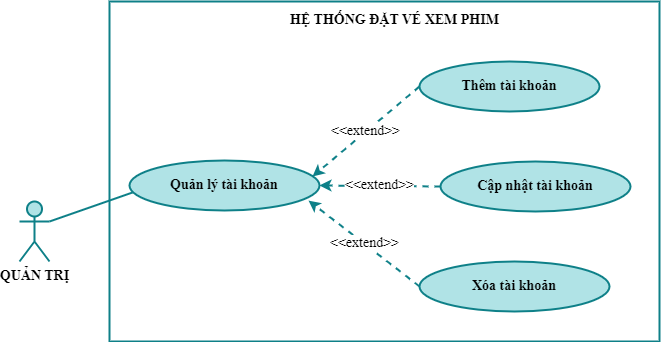 HỆ THỐNG ĐẶT VÉ XEM PHIM
Thêm tài khoản
<<extend>>
Quản lý tài khoản
<<extend>>
Cập nhật tài khoản
<<extend>>
QUẢN TRỊ
Xóa tài khoản